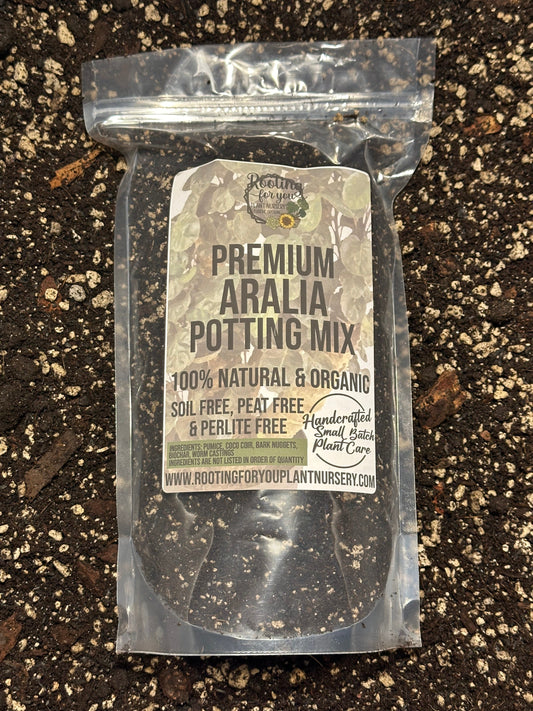 Rooting
for you
PLANT NURSERY
PREMIUM
ARALIA
POTTING MIX
100% NATURAL & ORGANIC
SOIL FREE, PEAT FREE
& PERLITE FREE
Handcrafted
Small Batch
Plant Care
INGREDIENTS: PUMICE, COCO COIR, BARK NUGGETS,
BIOCHAR, WORM CASTINGS
INGREDIENTS ARE NOT LISTED IN ORDER OF QUANTITY
WWW.ROOTINGFORYOUPLANTNURSERY.COM